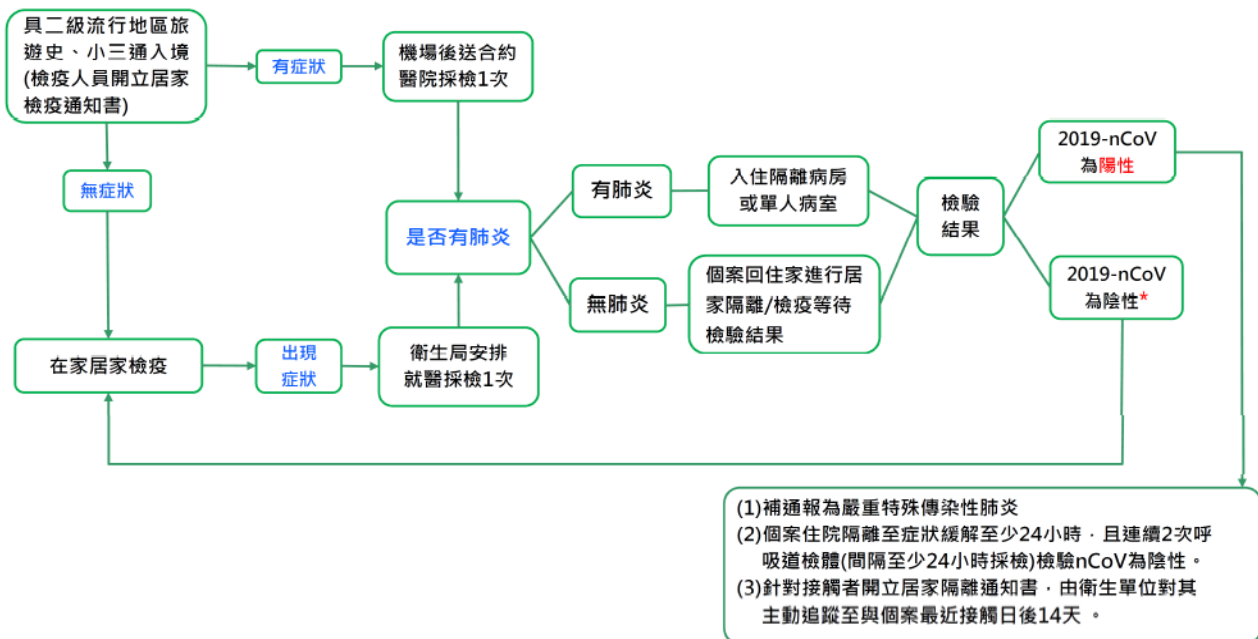 具二級流行地區旅
遊史、小三通入境
(檢疫人員開立居家
檢疫通知書)
有症狀
機場後送合約
醫院採檢1次
無症狀
在家居家檢疫
出現
症狀
衛生局安排
就醫採檢1次
是否有肺炎
有肺炎
入住隔離病房
或單人病室
無肺炎
個案回住家進行居
家隔離/檢疫等待
檢驗結果
檢驗
結果
2019-nCoV
為陽性
2019-nCoV
為陰性*
(1)補通報為嚴重特殊傳染性肺炎
(2)個案住院隔離至症狀緩解至少24小時，且連續2次呼
吸道檢體(間隔至少24小時採檢)檢驗nCoV為陰性。
(3)針對接觸者開立居家隔離通知書，由衛生單位對其
主動追蹤至與個案最近接觸日後14天 。